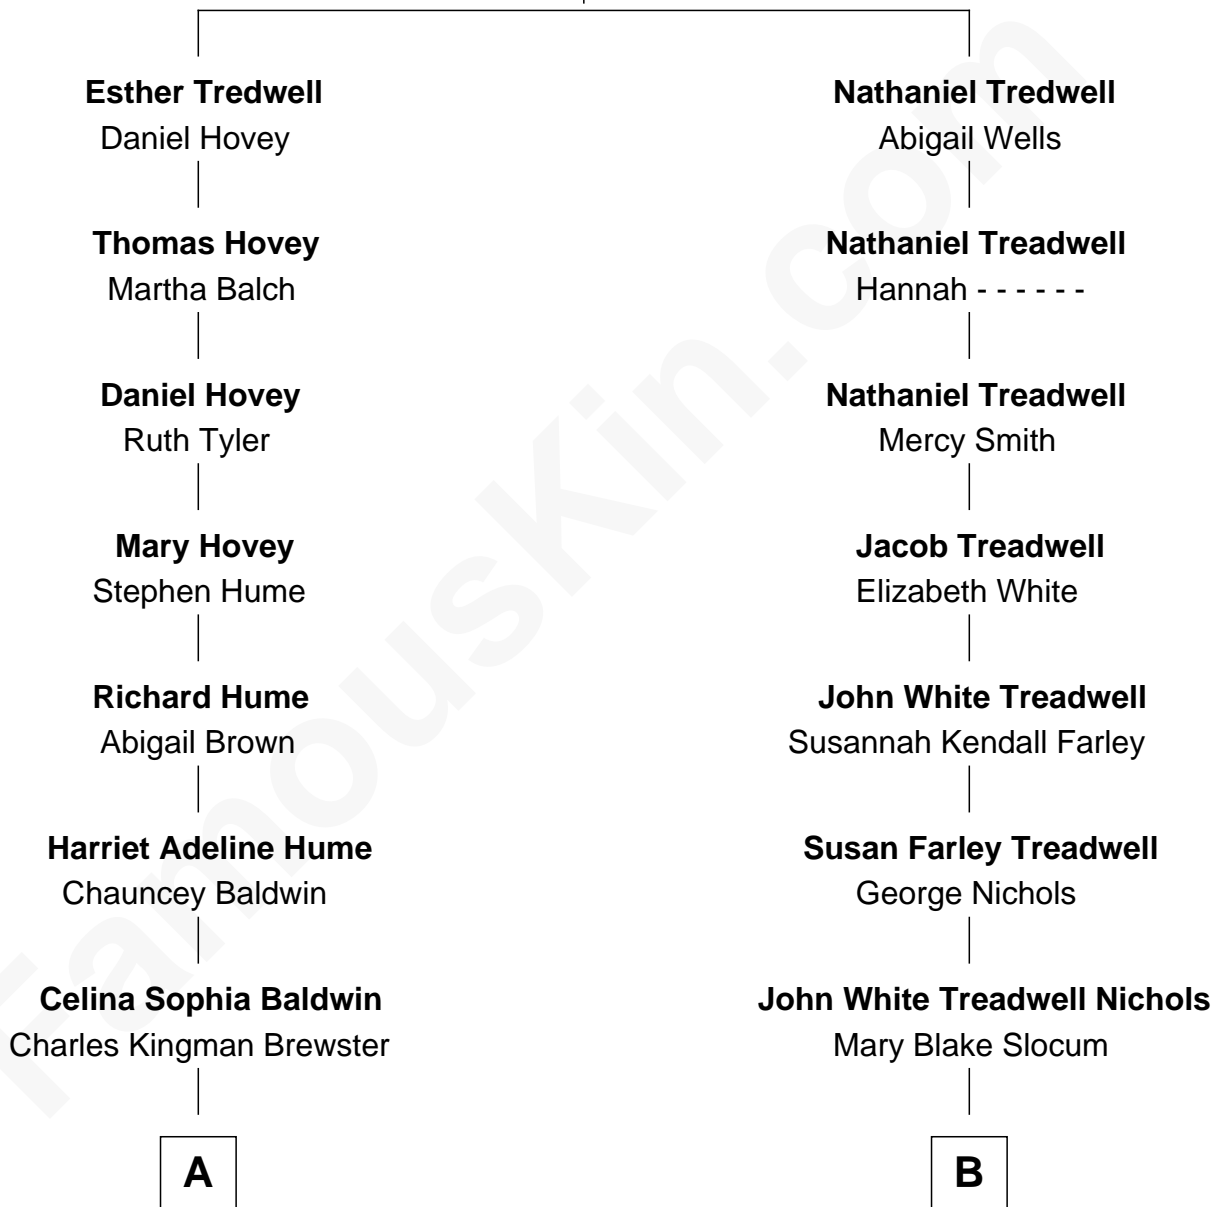 Esther Tredwell
Daniel Hovey
Thomas Hovey
Martha Balch
Daniel Hovey
Ruth Tyler
Mary Hovey
Stephen Hume
Richard Hume
Abigail Brown
Harriet Adeline Hume
Chauncey Baldwin
Celina Sophia Baldwin
Charles Kingman Brewster
A
Nathaniel Tredwell
Abigail Wells
Nathaniel Treadwell
Hannah - - - - - -
Nathaniel Treadwell
Mercy Smith
Jacob Treadwell
Elizabeth White
John White Treadwell
Susannah Kendall Farley
Susan Farley Treadwell
George Nichols
John White Treadwell Nichols
Mary Blake Slocum
B
FamousKin.com